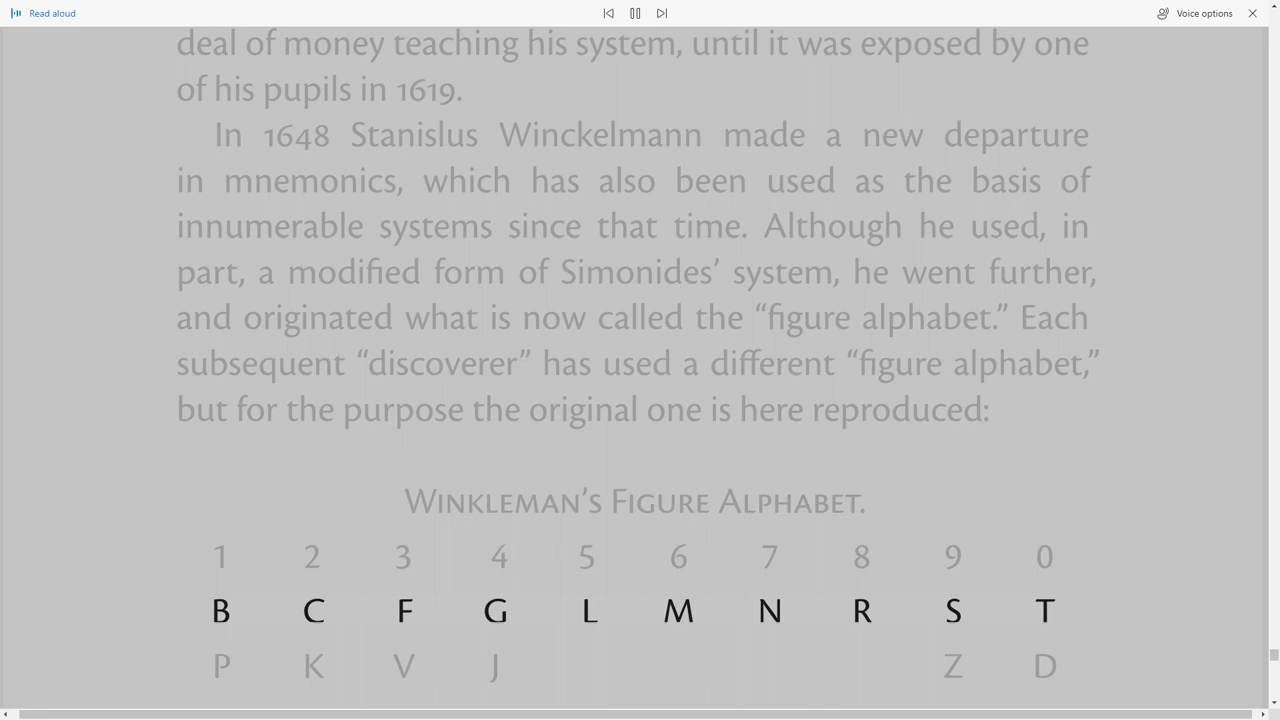 Read aloud
Voice options
deal of money teaching his system, until it was exposed by one
of his pupils in 1619.
In 1648 Stanislus Winckelmann made a new departure
in mnemonics, which has also been used as the basis of
innumerable systems since that time. Although he used, in
part, a modified form of Simonides’ system, he went further,
and originated what is now called the “figure alphabet.” Each
subsequent “discoverer” has used a different “figure alphabet,”
but for the purpose the original one is here reproduced:
Winkleman’s Figure Alphabet.
1 2 3 4 5 6 7 8 9 0
B C F G L M N R S T
P K V J Z D